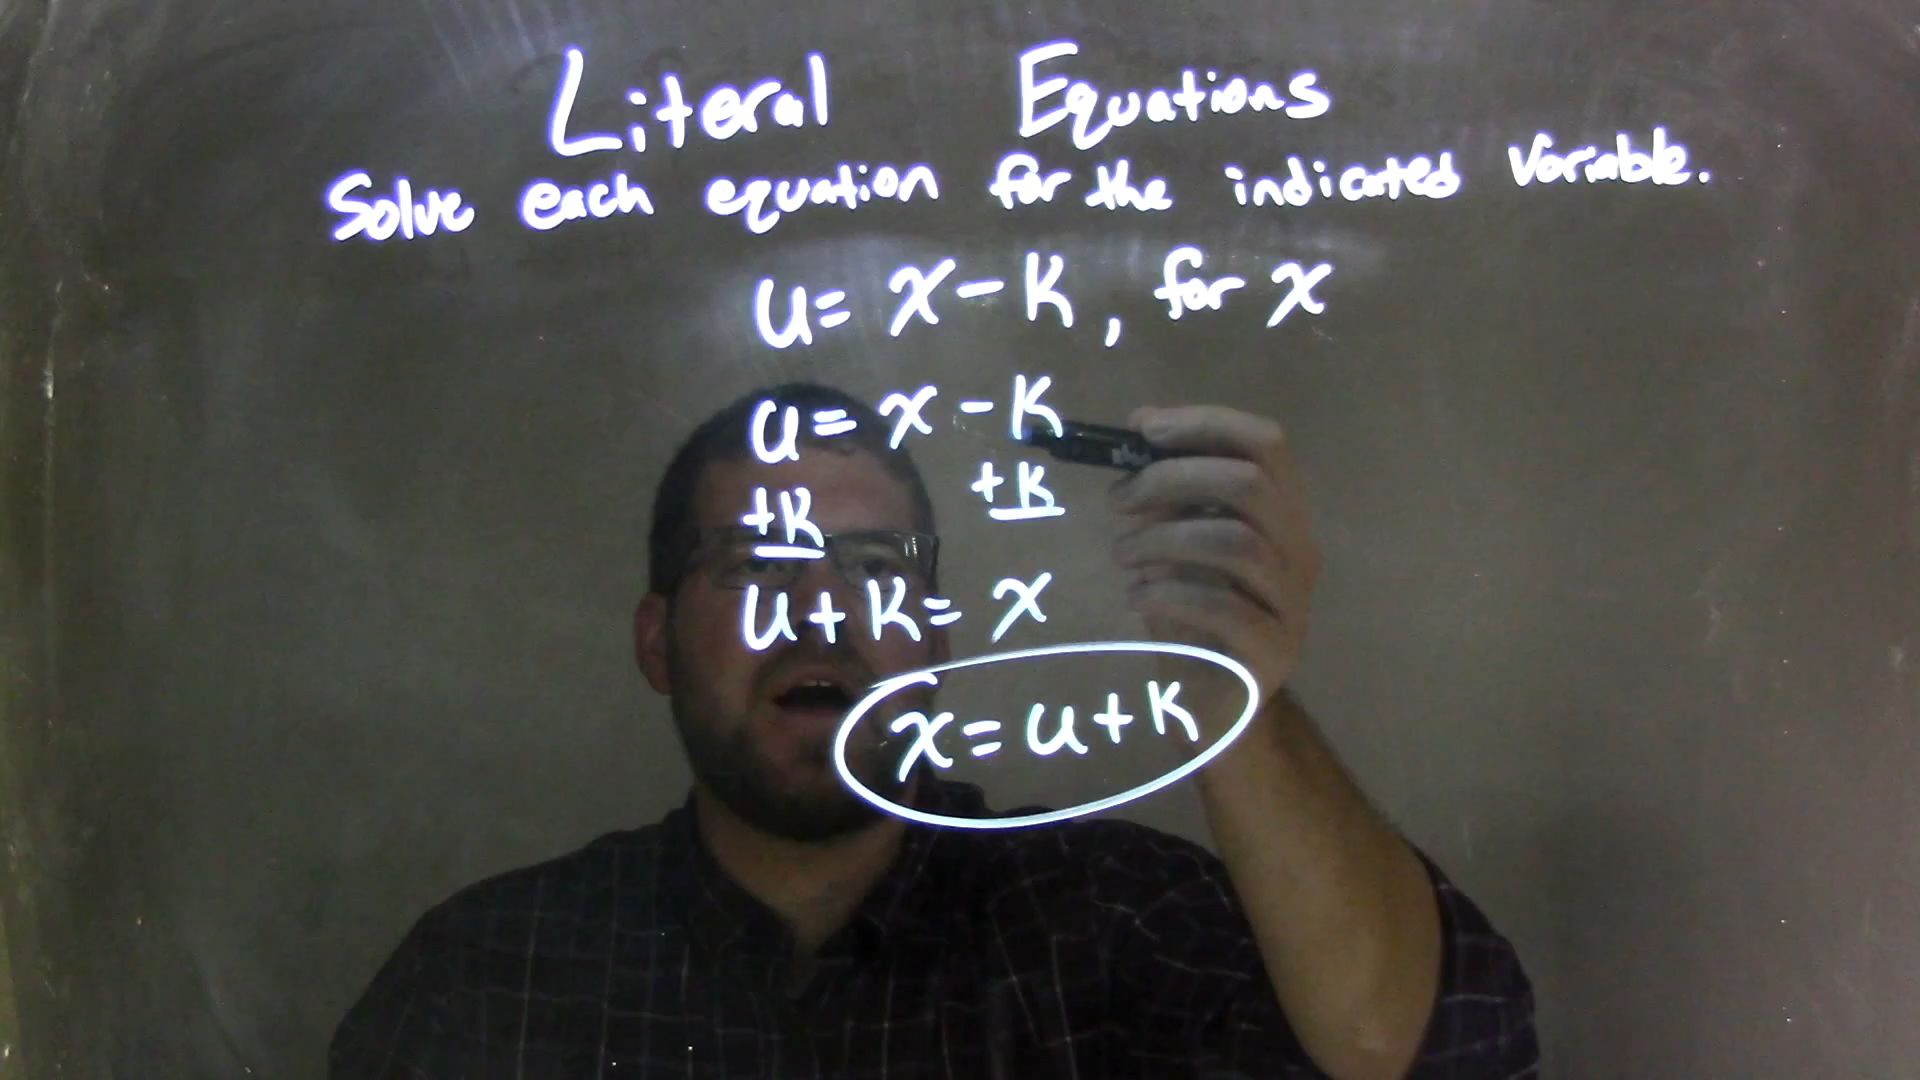 Literal Equations
Solve each equation for the indicated variable.
u = x - k, for x
u = x - k
+k +k
u + k = x
x = u + k